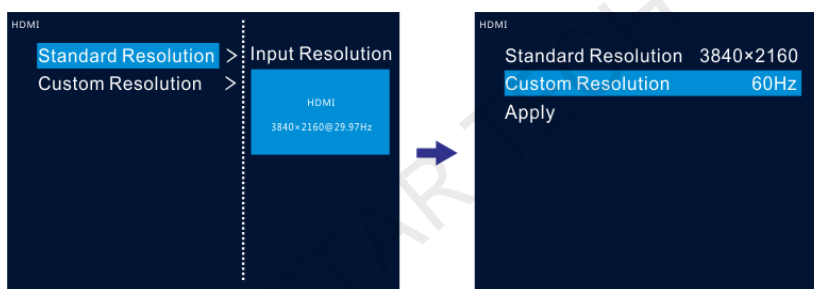 HDMI
Standard Resolution >
Custom Resolution >
Input Resolution
HDMI
3840×2160@29.97Hz
HDMI
Standard Resolution 3840×2160
Custom Resolution 60Hz
Apply